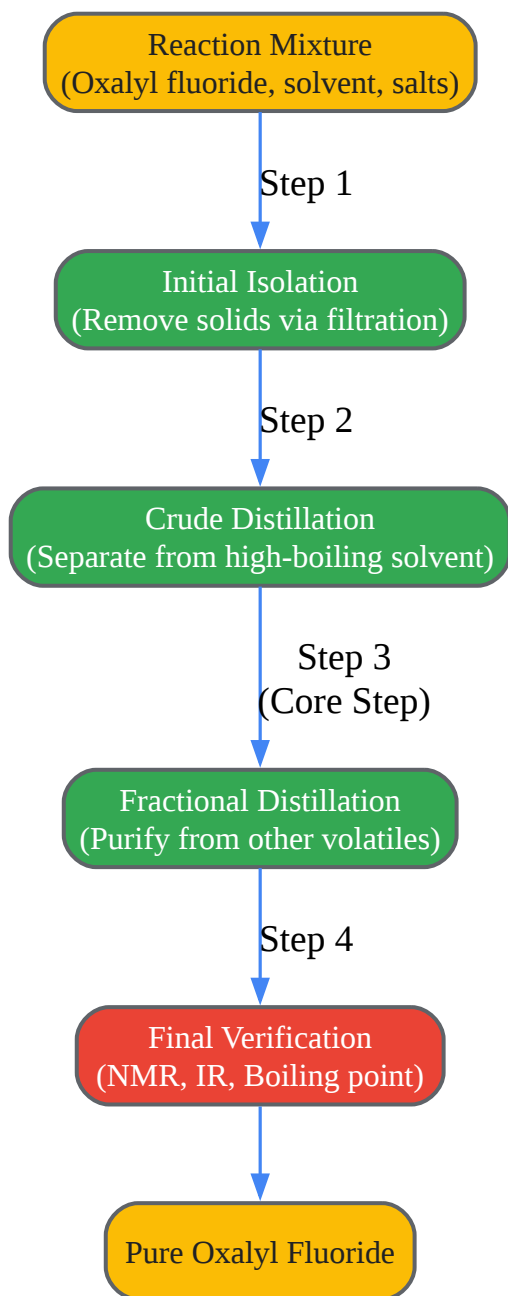 Reaction Mixture
(Oxalyl fluoride, solvent, salts)
Step 1
Initial Isolation
(Remove solids via filtration)
Step 2
Crude Distillation
(Separate from high-boiling solvent)
Step 3
(Core Step)
Fractional Distillation
(Purify from other volatiles)
Step 4
Final Verification
(NMR, IR, Boiling point)
Pure Oxalyl Fluoride